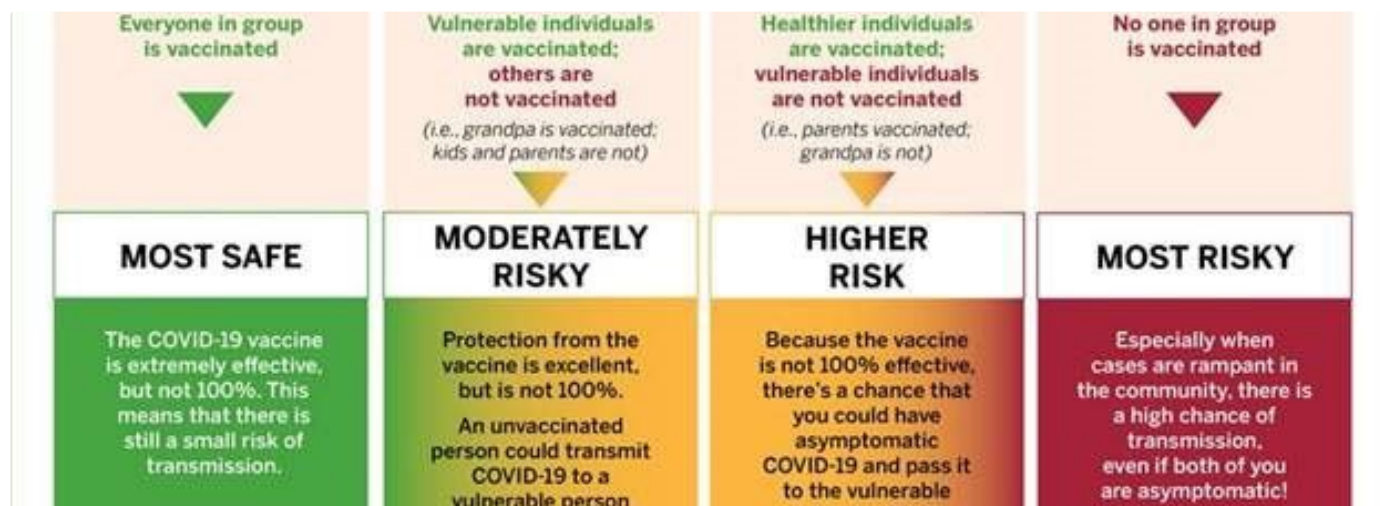 Everyone in group
is vaccinated
MOST SAFE
The COVID-19 vaccine
is extremely effective,
but not 100%. This
means that there is
still a small risk of
transmission.
Vulnerable individuals
are vaccinated;
others are
not vaccinated
(i.e., grandpa is vaccinated;
kids and parents are not)
MODERATELY
RISKY
Protection from the
vaccine is excellent,
but is not 100%.
An unvaccinated
person could transmit
COVID-19 to a
vulnerable person
Healthier individuals
are vaccinated;
vulnerable individuals
are not vaccinated
(i.e., parents vaccinated;
grandpa is not)
HIGHER
RISK
Because the vaccine
is not 100% effective,
there's a chance that
you could have
asymptomatic
COVID-19 and pass it
to the vulnerable
No one in group
is vaccinated
MOST RISKY
Especially when
cases are rampant in
the community, there is
a high chance of
transmission,
even if both of you
are asymptomatic!